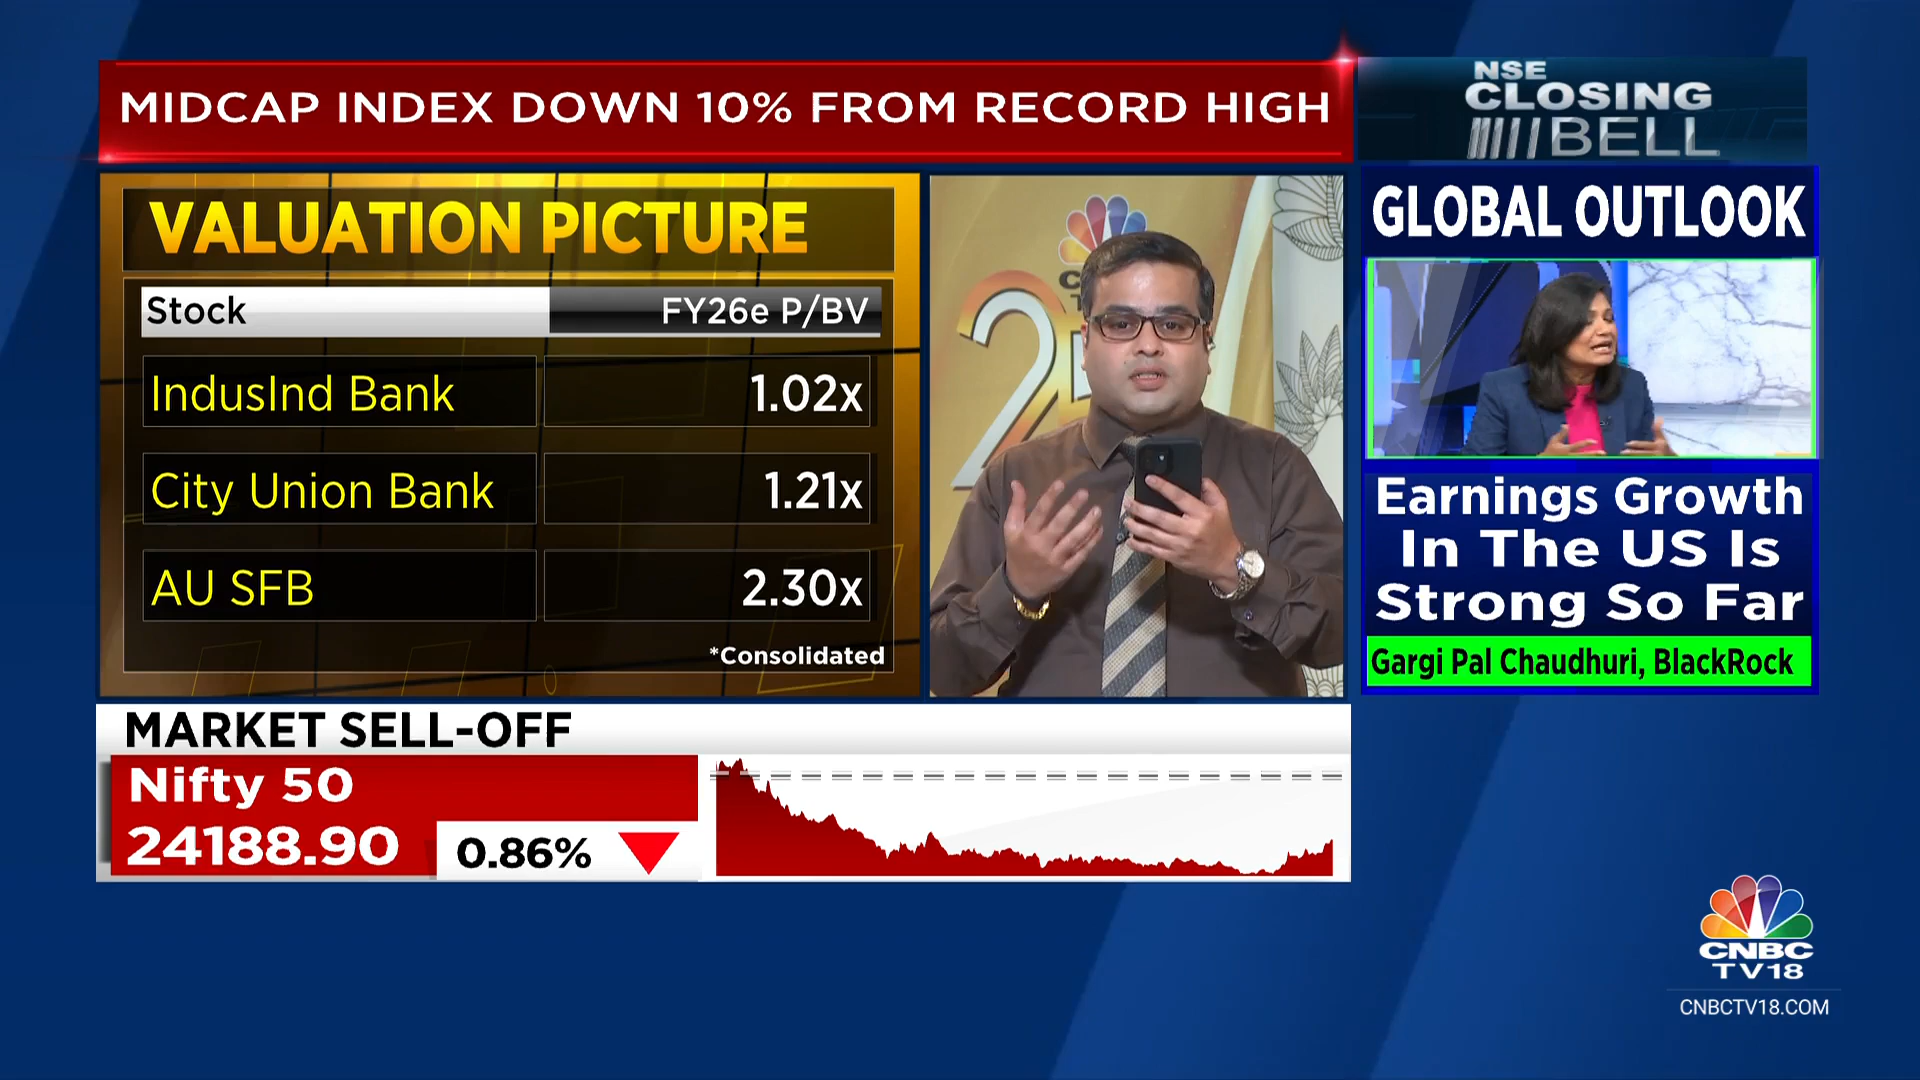 MIDCAP INDEX DOWN 10% FROM RECORD HIGH
NSE
CLOSING
BELL
VALUATION PICTURE
Stock FY26e P/BV
IndusInd Bank 1.02x
City Union Bank 1.21x
AU SFB 2.30x
*Consolidated
GLOBAL OUTLOOK
Earnings Growth
In The US Is
Strong So Far
Gargi Pal Chaudhuri, BlackRock
MARKET SELL-OFF
Nifty 50
24188.90 0.86%
CNBC
TV18
CNBCTV18.COM